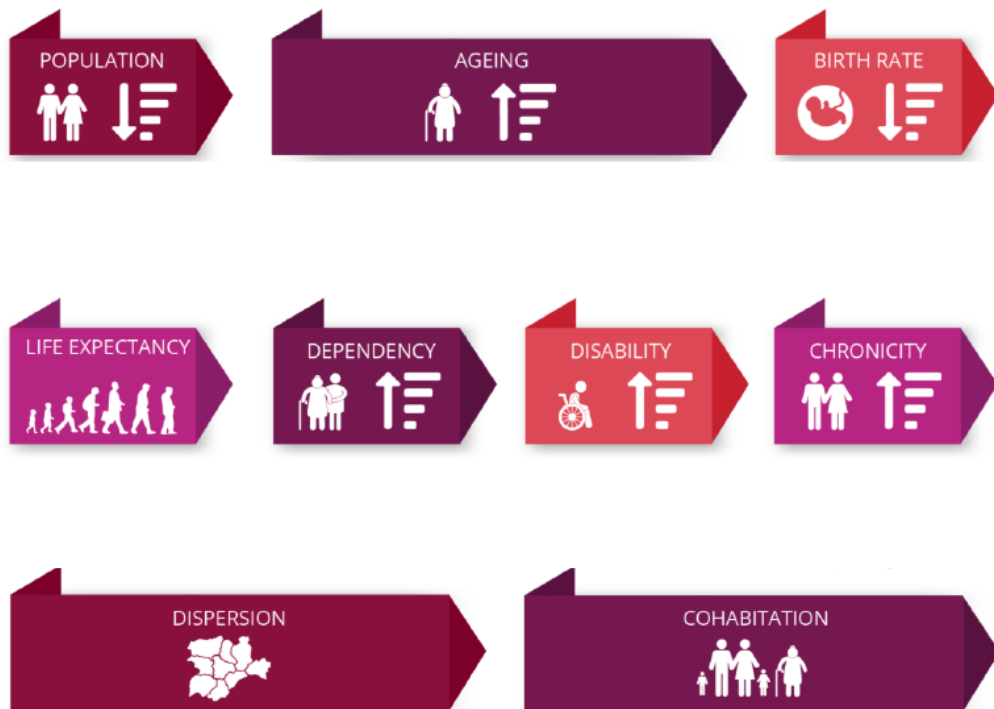 POPULATION
AGEING
BIRTH RATE
LIFE EXPECTANCY
DEPENDENCY
DISABILITY
CHRONICITY
DISPERSION
COHABITATION